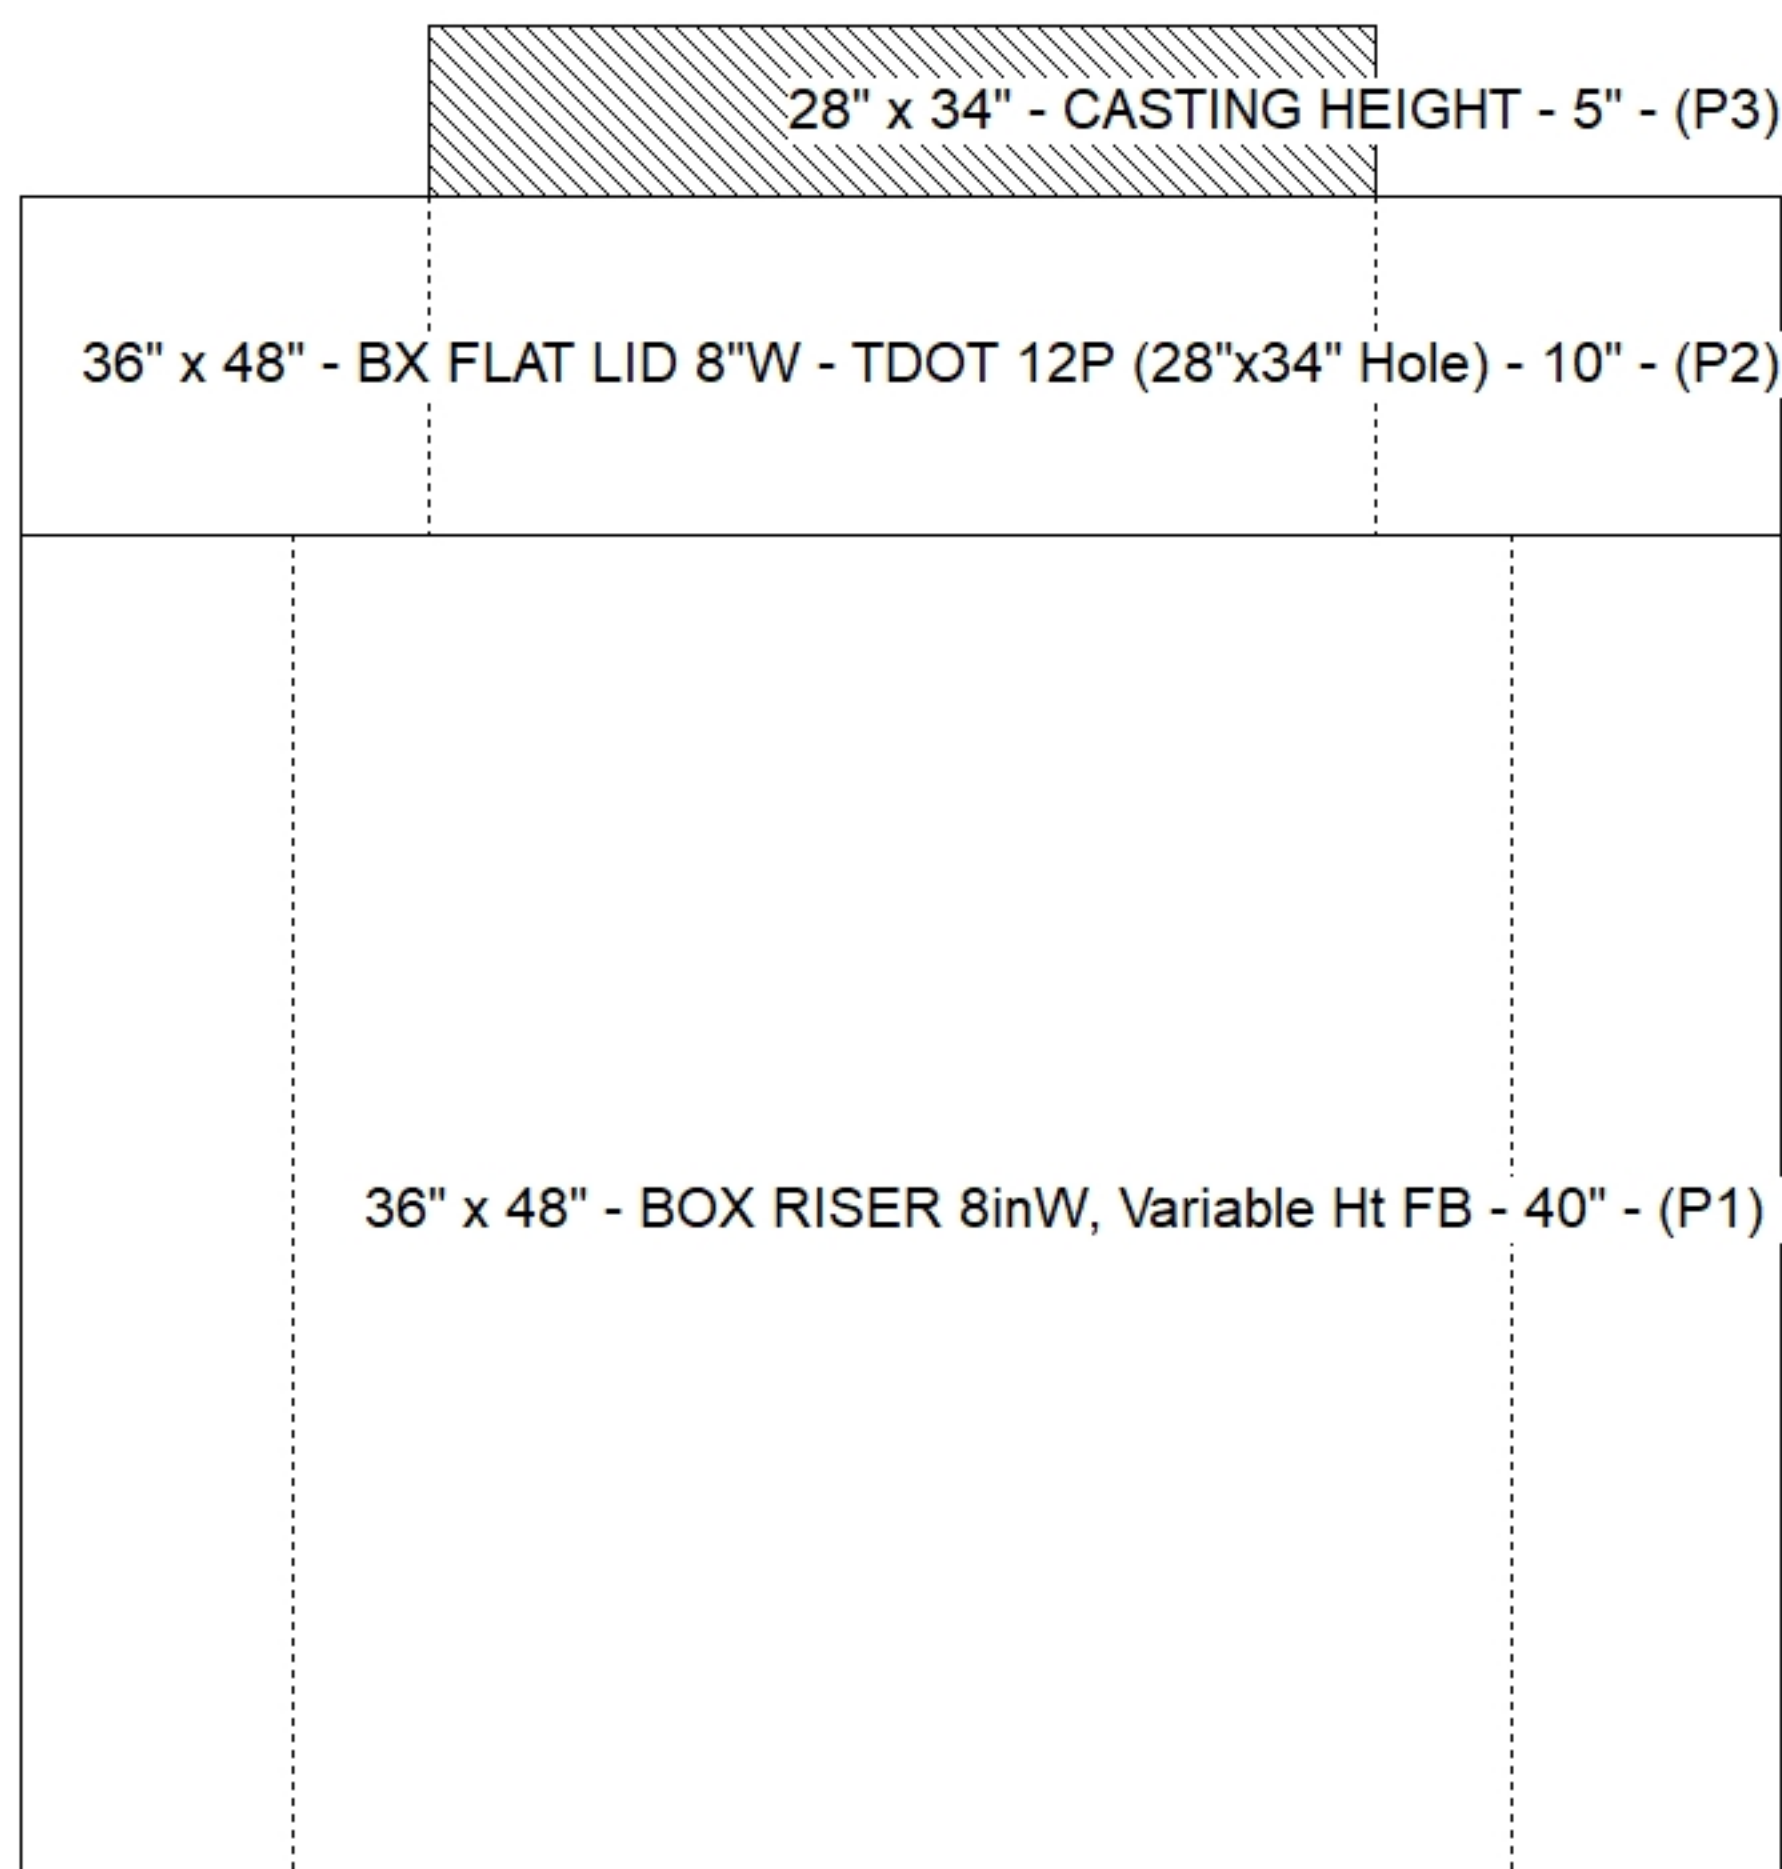 28" x 34" - CASTING HEIGHT - 5" - (P3)
36" x 48" - BX FLAT LID 8"W - TDOT 12P (28"x34" Hole) - 10" - (P2)
36" x 48" - BOX RISER 8inW, Variable Ht FB - 40" - (P1)